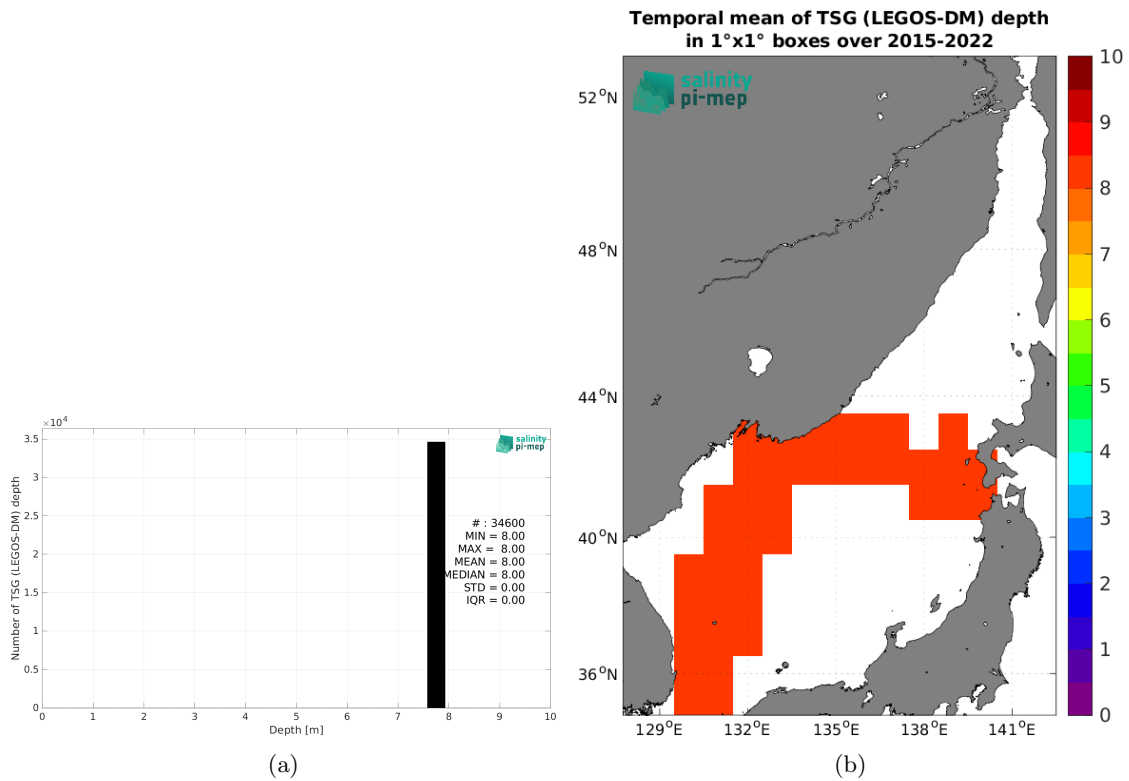 ×10⁴
3.5
3
2.5
2
1.5
1
0.5
0
Number of TSG (LEGOS-DM) depth
salinity
pi-mep
# : 34600
MIN = 8.00
MAX = 8.00
MEAN = 8.00
MEDIAN = 8.00
STD = 0.00
IQR = 0.00
0 1 2 3 4 5 6 7 8 9 10
Depth [m]
(a)
Temporal mean of TSG (LEGOS-DM) depth
in 1°x1° boxes over 2015-2022
salinity
pi-mep
52°N
48°N
44°N
40°N
36°N
129°E 132°E 135°E 138°E 141°E
10
9
8
7
6
5
4
3
2
1
0
(b)